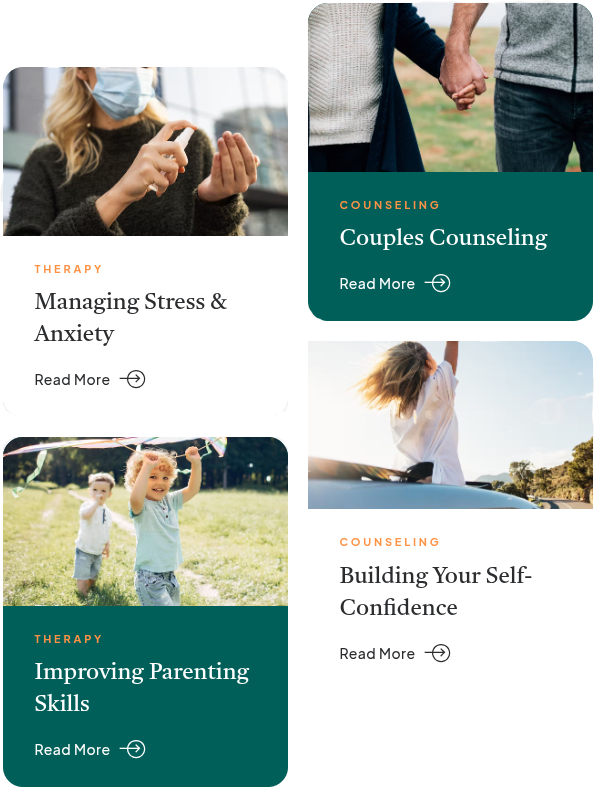 THERAPY
Managing Stress &
Anxiety
Read More
THERAPY
Improving Parenting
Skills
Read More
COUNSELING
Couples Counseling
Read More
COUNSELING
Building Your Self-
Confidence
Read More